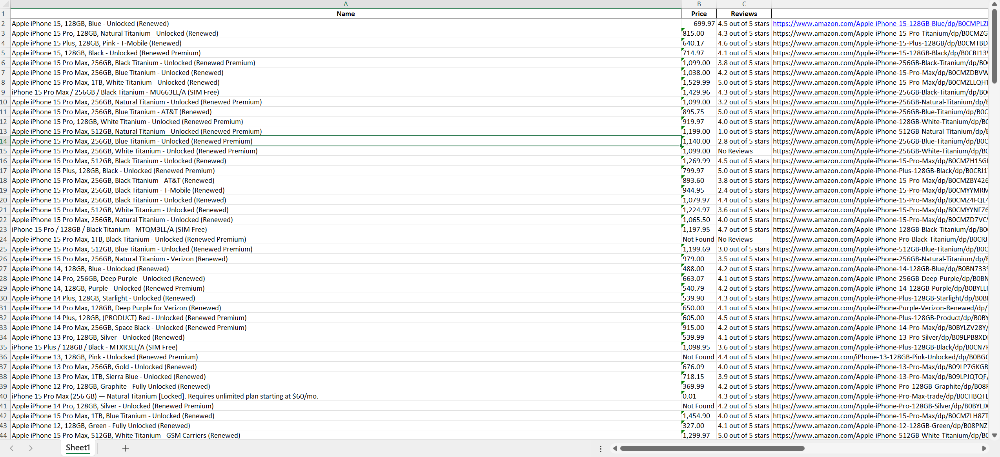 A B C
1 Name Price Reviews
2 Apple iPhone 15, 128GB, Blue - Unlocked (Renewed) 699.97 4.5 out of 5 stars https://www.amazon.com/Apple-iPhone-15-128GB-Blue/dp/B0CMPLZ
3 Apple iPhone 15 Pro, 128GB, Natural Titanium - Unlocked (Renewed) 815.00 4.3 out of 5 stars https://www.amazon.com/Apple-iPhone-15-Pro-Titanium/dp/B0CMZG
4 Apple iPhone 15 Plus, 128GB, Pink - T-Mobile (Renewed) 640.17 4.6 out of 5 stars https://www.amazon.com/Apple-iPhone-15-Plus-128GB/dp/B0CMTBD
5 Apple iPhone 15, 128GB, Black - Unlocked (Renewed Premium) 714.97 4.1 out of 5 stars https://www.amazon.com/Apple-iPhone-15-128GB-Black/dp/B0CRJ13
6 Apple iPhone 15 Pro Max, 256GB, Black Titanium - Unlocked (Renewed Premium) 1,099.00 3.8 out of 5 stars https://www.amazon.com/Apple-iPhone-256GB-Black-Titanium/dp/B0
7 Apple iPhone 15 Pro Max, 256GB, Blue Titanium - Unlocked (Renewed) 1,038.00 4.2 out of 5 stars https://www.amazon.com/Apple-iPhone-15-Pro-Max/dp/B0CMZDBVW
8 Apple iPhone 15 Pro Max, 1TB, White Titanium - Unlocked (Renewed) 1,529.99 5.0 out of 5 stars https://www.amazon.com/Apple-iPhone-15-Pro-Max/dp/B0CMZLLQHT
9 iPhone 15 Pro Max / 256GB / Black Titanium - MU663LL/A (SIM Free) 1,429.96 4.3 out of 5 stars https://www.amazon.com/Apple-iPhone-256GB-Black-Titanium/dp/B0
10 Apple iPhone 15 Pro Max, 256GB, Natural Titanium - Unlocked (Renewed Premium) 1,099.00 3.2 out of 5 stars https://www.amazon.com/Apple-iPhone-256GB-Natural-Titanium/dp/
11 Apple iPhone 15 Pro Max, 256GB, Blue Titanium - AT&T (Renewed) 895.75 5.0 out of 5 stars https://www.amazon.com/Apple-iPhone-256GB-Blue-Titanium/dp/B0C
12 Apple iPhone 15 Pro, 128GB, White Titanium - Unlocked (Renewed Premium) 919.97 4.0 out of 5 stars https://www.amazon.com/Apple-iPhone-128GB-White-Titanium/dp/B0
13 Apple iPhone 15 Pro Max, 512GB, Natural Titanium - Unlocked (Renewed Premium) 1,199.00 1.0 out of 5 stars https://www.amazon.com/Apple-iPhone-512GB-Natural-Titanium/dp/
14 Apple iPhone 15 Pro Max, 256GB, Blue Titanium - Unlocked (Renewed Premium) 1,140.00 2.8 out of 5 stars https://www.amazon.com/Apple-iPhone-256GB-Blue-Titanium/dp/B0C
15 Apple iPhone 15 Pro Max, 256GB, White Titanium - Unlocked (Renewed Premium) 1,099.00 No Reviews https://www.amazon.com/Apple-iPhone-256GB-White-Titanium/dp/B0
16 Apple iPhone 15 Pro Max, 512GB, Black Titanium - Unlocked (Renewed) 1,269.99 4.5 out of 5 stars https://www.amazon.com/Apple-iPhone-15-Pro-Max/dp/B0CMZH1SG
17 Apple iPhone 15 Plus, 128GB, Black - Unlocked (Renewed Premium) 799.97 5.0 out of 5 stars https://www.amazon.com/Apple-iPhone-Plus-128GB-Black/dp/B0CRJ1
18 Apple iPhone 15 Pro Max, 256GB, Black Titanium - AT&T (Renewed) 893.60 3.8 out of 5 stars https://www.amazon.com/Apple-iPhone-15-Pro-Max/dp/B0CMZBY426
19 Apple iPhone 15 Pro Max, 256GB, Black Titanium - T-Mobile (Renewed) 944.95 2.4 out of 5 stars https://www.amazon.com/Apple-iPhone-15-Pro-Max/dp/B0CMYYMRM
20 Apple iPhone 15 Pro Max, 256GB, Black Titanium - Unlocked (Renewed) 1,079.97 4.4 out of 5 stars https://www.amazon.com/Apple-iPhone-15-Pro-Max/dp/B0CMZ4FQL4
21 Apple iPhone 15 Pro Max, 512GB, White Titanium - Unlocked (Renewed) 1,224.97 3.6 out of 5 stars https://www.amazon.com/Apple-iPhone-15-Pro-Max/dp/B0CMYYNFZ6
22 Apple iPhone 15 Pro Max, 256GB, Natural Titanium - Unlocked (Renewed) 1,065.50 4.0 out of 5 stars https://www.amazon.com/Apple-iPhone-15-Pro-Max/dp/B0CMZD7VC
23 iPhone 15 Pro / 128GB / Black Titanium - MTQM3LL/A (SIM Free) 1,197.95 4.7 out of 5 stars https://www.amazon.com/Apple-iPhone-128GB-Black-Titanium/dp/B0
24 Apple iPhone 15 Pro Max, 1TB, Black Titanium - Unlocked (Renewed Premium) Not Found No Reviews https://www.amazon.com/Apple-iPhone-Pro-Black-Titanium/dp/B0CRJ
25 Apple iPhone 15 Pro Max, 512GB, Blue Titanium - Unlocked (Renewed Premium) 1,199.69 3.0 out of 5 stars https://www.amazon.com/Apple-iPhone-512GB-Blue-Titanium/dp/B0C
26 Apple iPhone 15 Pro Max, 256GB, Natural Titanium - Verizon (Renewed) 979.00 3.5 out of 5 stars https://www.amazon.com/Apple-iPhone-256GB-Natural-Titanium/dp/
27 Apple iPhone 14, 128GB, Blue - Unlocked (Renewed) 488.00 4.2 out of 5 stars https://www.amazon.com/Apple-iPhone-14-128GB-Blue/dp/B0BN7339
28 Apple iPhone 14 Pro, 256GB, Deep Purple - Unlocked (Renewed) 663.07 4.1 out of 5 stars https://www.amazon.com/Apple-iPhone-256GB-Deep-Purple/dp/B0BN
29 Apple iPhone 14, 128GB, Purple - Unlocked (Renewed Premium) 540.79 4.2 out of 5 stars https://www.amazon.com/Apple-iPhone-14-128GB-Purple/dp/B0BYLL
30 Apple iPhone 14 Plus, 128GB, Starlight - Unlocked (Renewed) 539.90 4.3 out of 5 stars https://www.amazon.com/Apple-iPhone-Plus-128GB-Starlight/dp/B0B
31 Apple iPhone 14 Pro Max, 128GB, Deep Purple for Verizon (Renewed) 650.00 4.1 out of 5 stars https://www.amazon.com/Apple-iPhone-Purple-Verizon-Renewed/dp/
32 Apple iPhone 14 Plus, 128GB, (PRODUCT) Red - Unlocked (Renewed Premium) 605.00 4.5 out of 5 stars https://www.amazon.com/Apple-iPhone-Plus-128GB-Product/dp/B0BY
33 Apple iPhone 14 Pro Max, 256GB, Space Black - Unlocked (Renewed Premium) 915.00 4.2 out of 5 stars https://www.amazon.com/Apple-iPhone-14-Pro-Max/dp/B0BYLZV28Y/
34 Apple iPhone 13 Pro, 128GB, Silver - Unlocked (Renewed) 539.99 4.1 out of 5 stars https://www.amazon.com/Apple-iPhone-13-Pro-Silver/dp/B09LPB8XD
35 iPhone 15 Plus / 128GB / Black - MTXR3LL/A (SIM Free) 1,098.95 3.6 out of 5 stars https://www.amazon.com/Apple-iPhone-Plus-128GB-Black/dp/B0CN7
36 Apple iPhone 13, 128GB, Pink - Unlocked (Renewed Premium) Not Found 4.4 out of 5 stars https://www.amazon.com/iPhone-13-128GB-Pink-Unlocked/dp/B0BG
37 Apple iPhone 13 Pro Max, 256GB, Gold - Unlocked (Renewed) 676.09 4.0 out of 5 stars https://www.amazon.com/Apple-iPhone-13-Pro-Max/dp/B09LP7GKGR
38 Apple iPhone 13 Pro Max, 1TB, Sierra Blue - Unlocked (Renewed) 718.15 3.9 out of 5 stars https://www.amazon.com/Apple-iPhone-13-Pro-Max/dp/B09LPJQTQF/
39 Apple iPhone 12 Pro, 128GB, Graphite - Fully Unlocked (Renewed) 369.99 4.2 out of 5 stars https://www.amazon.com/Apple-iPhone-Pro-128GB-Graphite/dp/B08
40 iPhone 15 Pro Max (256 GB) — Natural Titanium [Locked]. Requires unlimited plan starting at $60/mo. 0.01 4.3 out of 5 stars https://www.amazon.com/Apple-iPhone-Pro-Max-trade/dp/B0CHBQTL
41 Apple iPhone 14 Pro, 128GB, Silver - Unlocked (Renewed Premium) Not Found 4.2 out of 5 stars https://www.amazon.com/Apple-iPhone-Pro-128GB-Silver/dp/B0BYLJX
42 Apple iPhone 15 Pro Max, 1TB, Blue Titanium - Unlocked (Renewed) 1,454.90 4.0 out of 5 stars https://www.amazon.com/Apple-iPhone-15-Pro-Max/dp/B0CMZLH8ZT
43 Apple iPhone 12, 128GB, Green - Fully Unlocked (Renewed) 327.00 4.1 out of 5 stars https://www.amazon.com/Apple-iPhone-12-128GB-Green/dp/B08PNZ
44 Apple iPhone 15 Pro Max, 512GB, White Titanium - GSM Carriers (Renewed) 1,299.97 5.0 out of 5 stars https://www.amazon.com/Apple-iPhone-512GB-White-Titanium/dp/B0
Sheet1